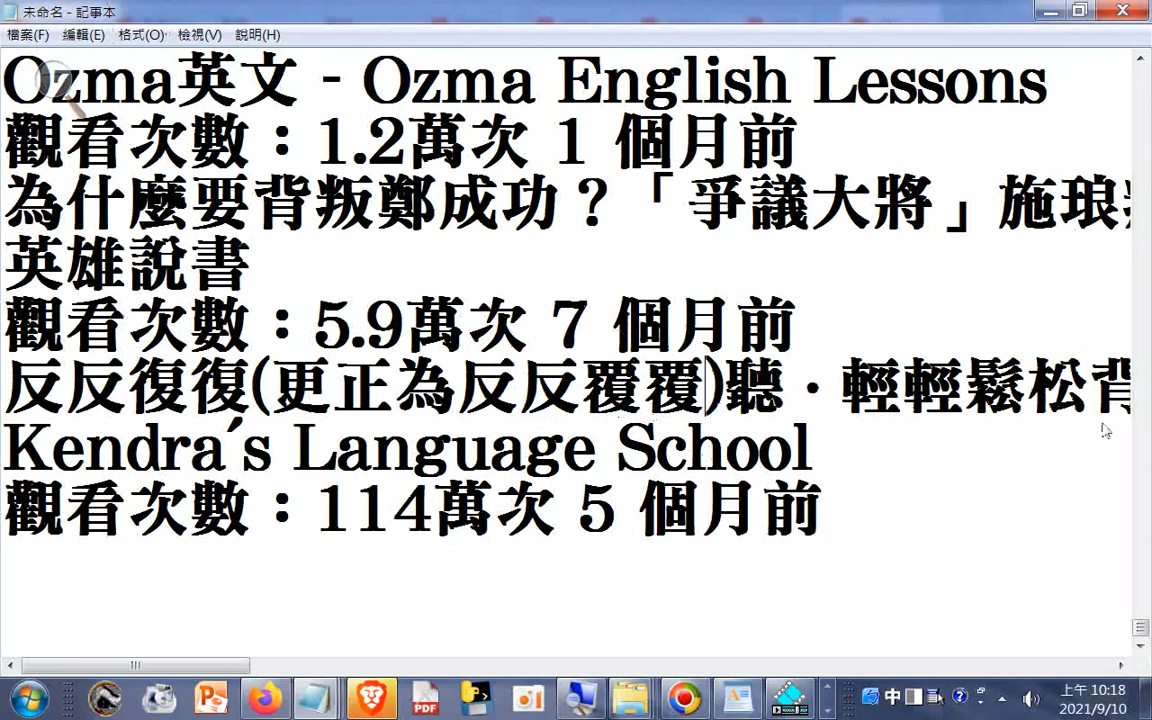 未命名 - 記事本
檔案(F) 編輯(E) 格式(O) 檢視(V) 說明(H)
Ozma英文 - Ozma English Lessons
觀看次數：1.2萬次 1 個月前
為什麼要背叛鄭成功？「爭議大將」施琅
英雄說書
觀看次數：5.9萬次 7 個月前
反反復復(更正為反反覆覆)聽·輕輕鬆松背
Kendra´s Language School
觀看次數：114萬次 5 個月前
中
上午 10:18
2021/9/10